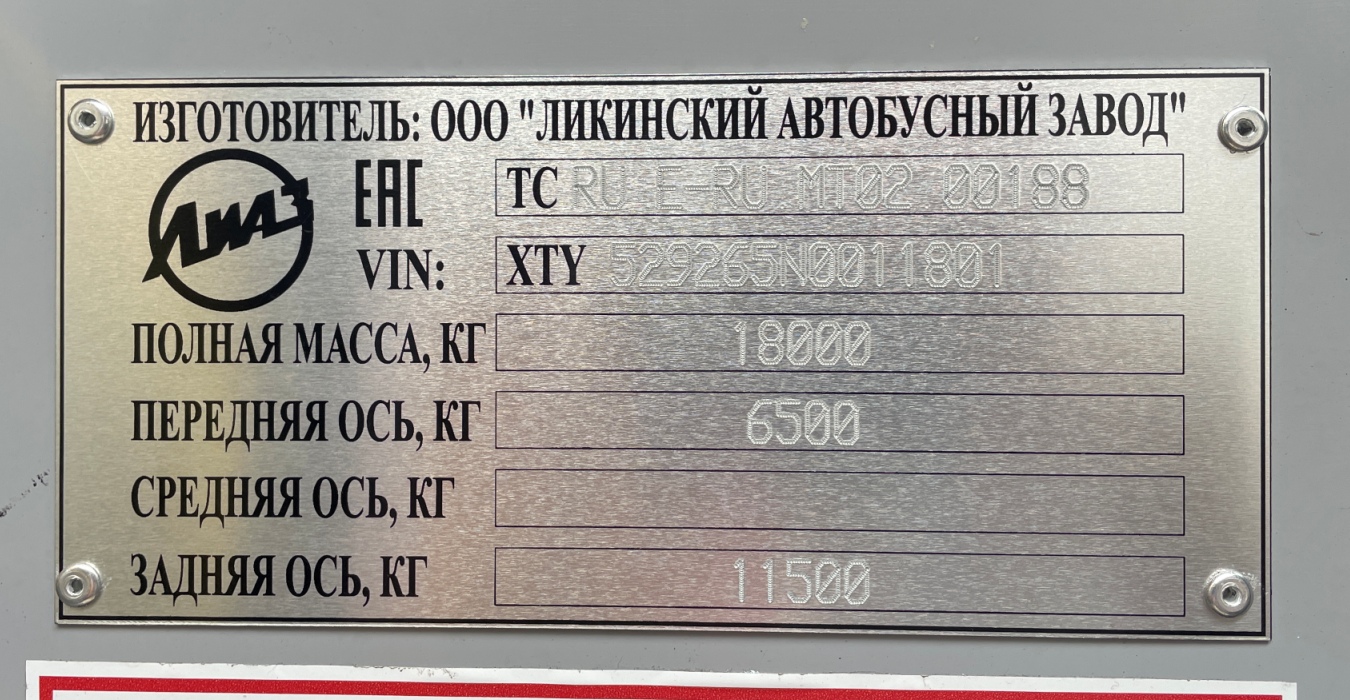 ИЗГОТОВИТЕЛЬ: ООО "ЛИКИНСКИЙ АВТОБУСНЫЙ ЗАВОД"
ЛиАЗ
ЕАС ТС RU E-RU.MT02.00188
VIN: XTY 529265N0011801
ПОЛНАЯ МАССА, КГ 18000
ПЕРЕДНЯЯ ОСЬ, КГ 6500
СРЕДНЯЯ ОСЬ, КГ
ЗАДНЯЯ ОСЬ, КГ 11500